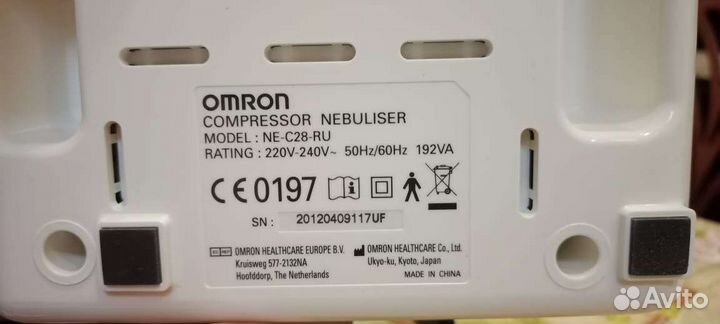 OMRON
COMPRESSOR NEBULISER
MODEL : NE-C28-RU
RATING : 220V-240V~ 50Hz/60Hz 192VA
CE 0197
SN : 20120409117UF
EC REP OMRON HEALTHCARE EUROPE B.V.
Kruisweg 577-2132NA
Hoofddorp, The Netherlands
OMRON HEALTHCARE Co., Ltd.
Ukyo-ku, Kyoto, Japan
MADE IN CHINA
Avito